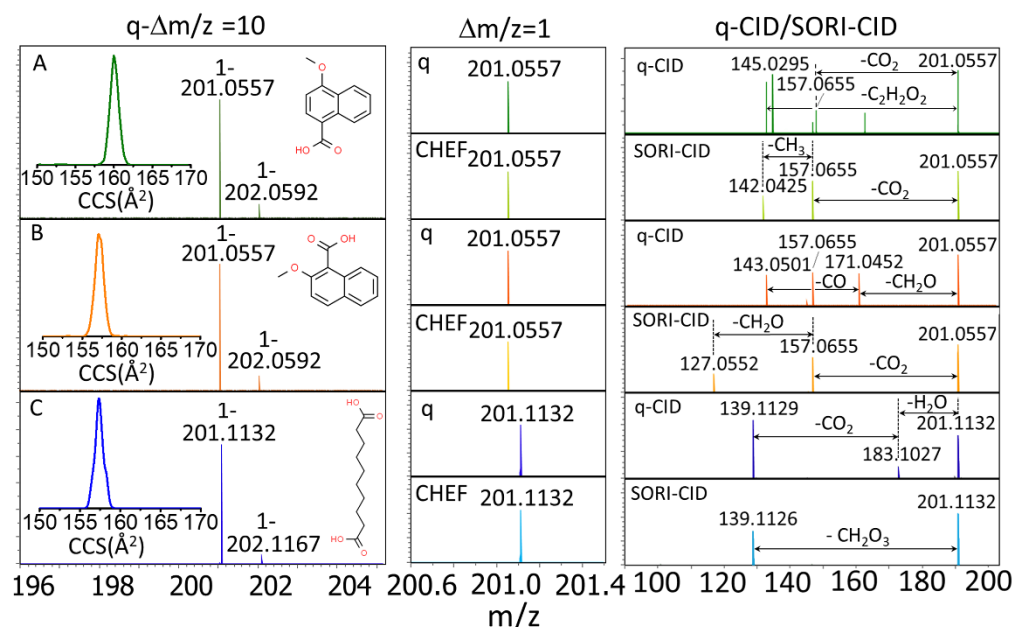 q-Δm/z =10
Δm/z=1
q-CID/SORI-CID
A
1-
201.0557
O
HO
O
1-
202.0592
150 155 160 165 170
CCS(Å²)
q
201.0557
CHEF
201.0557
q-CID
145.0295
157.0655
-CO₂
201.0557
-C₂H₂O₂
SORI-CID
-CH₃
157.0655
201.0557
142.0425
-CO₂
B
1-
201.0557
O
OH
O
1-
202.0592
150 155 160 165 170
CCS(Å²)
q
201.0557
CHEF
201.0557
q-CID
157.0655
201.0557
143.0501
171.0452
-CO
-CH₂O
SORI-CID
-CH₂O
157.0655
201.0557
127.0552
-CO₂
C
1-
201.1132
HO
O
1-
202.1167
O
HO
150 155 160 165 170
CCS(Å²)
q
201.1132
CHEF
201.1132
q-CID
139.1129
-H₂O
201.1132
-CO₂
183.1027
SORI-CID
139.1126
201.1132
- CH₂O₃
196 198 200 202 204
200.6 201.0 201.4
100 120 140 160 180 200
m/z